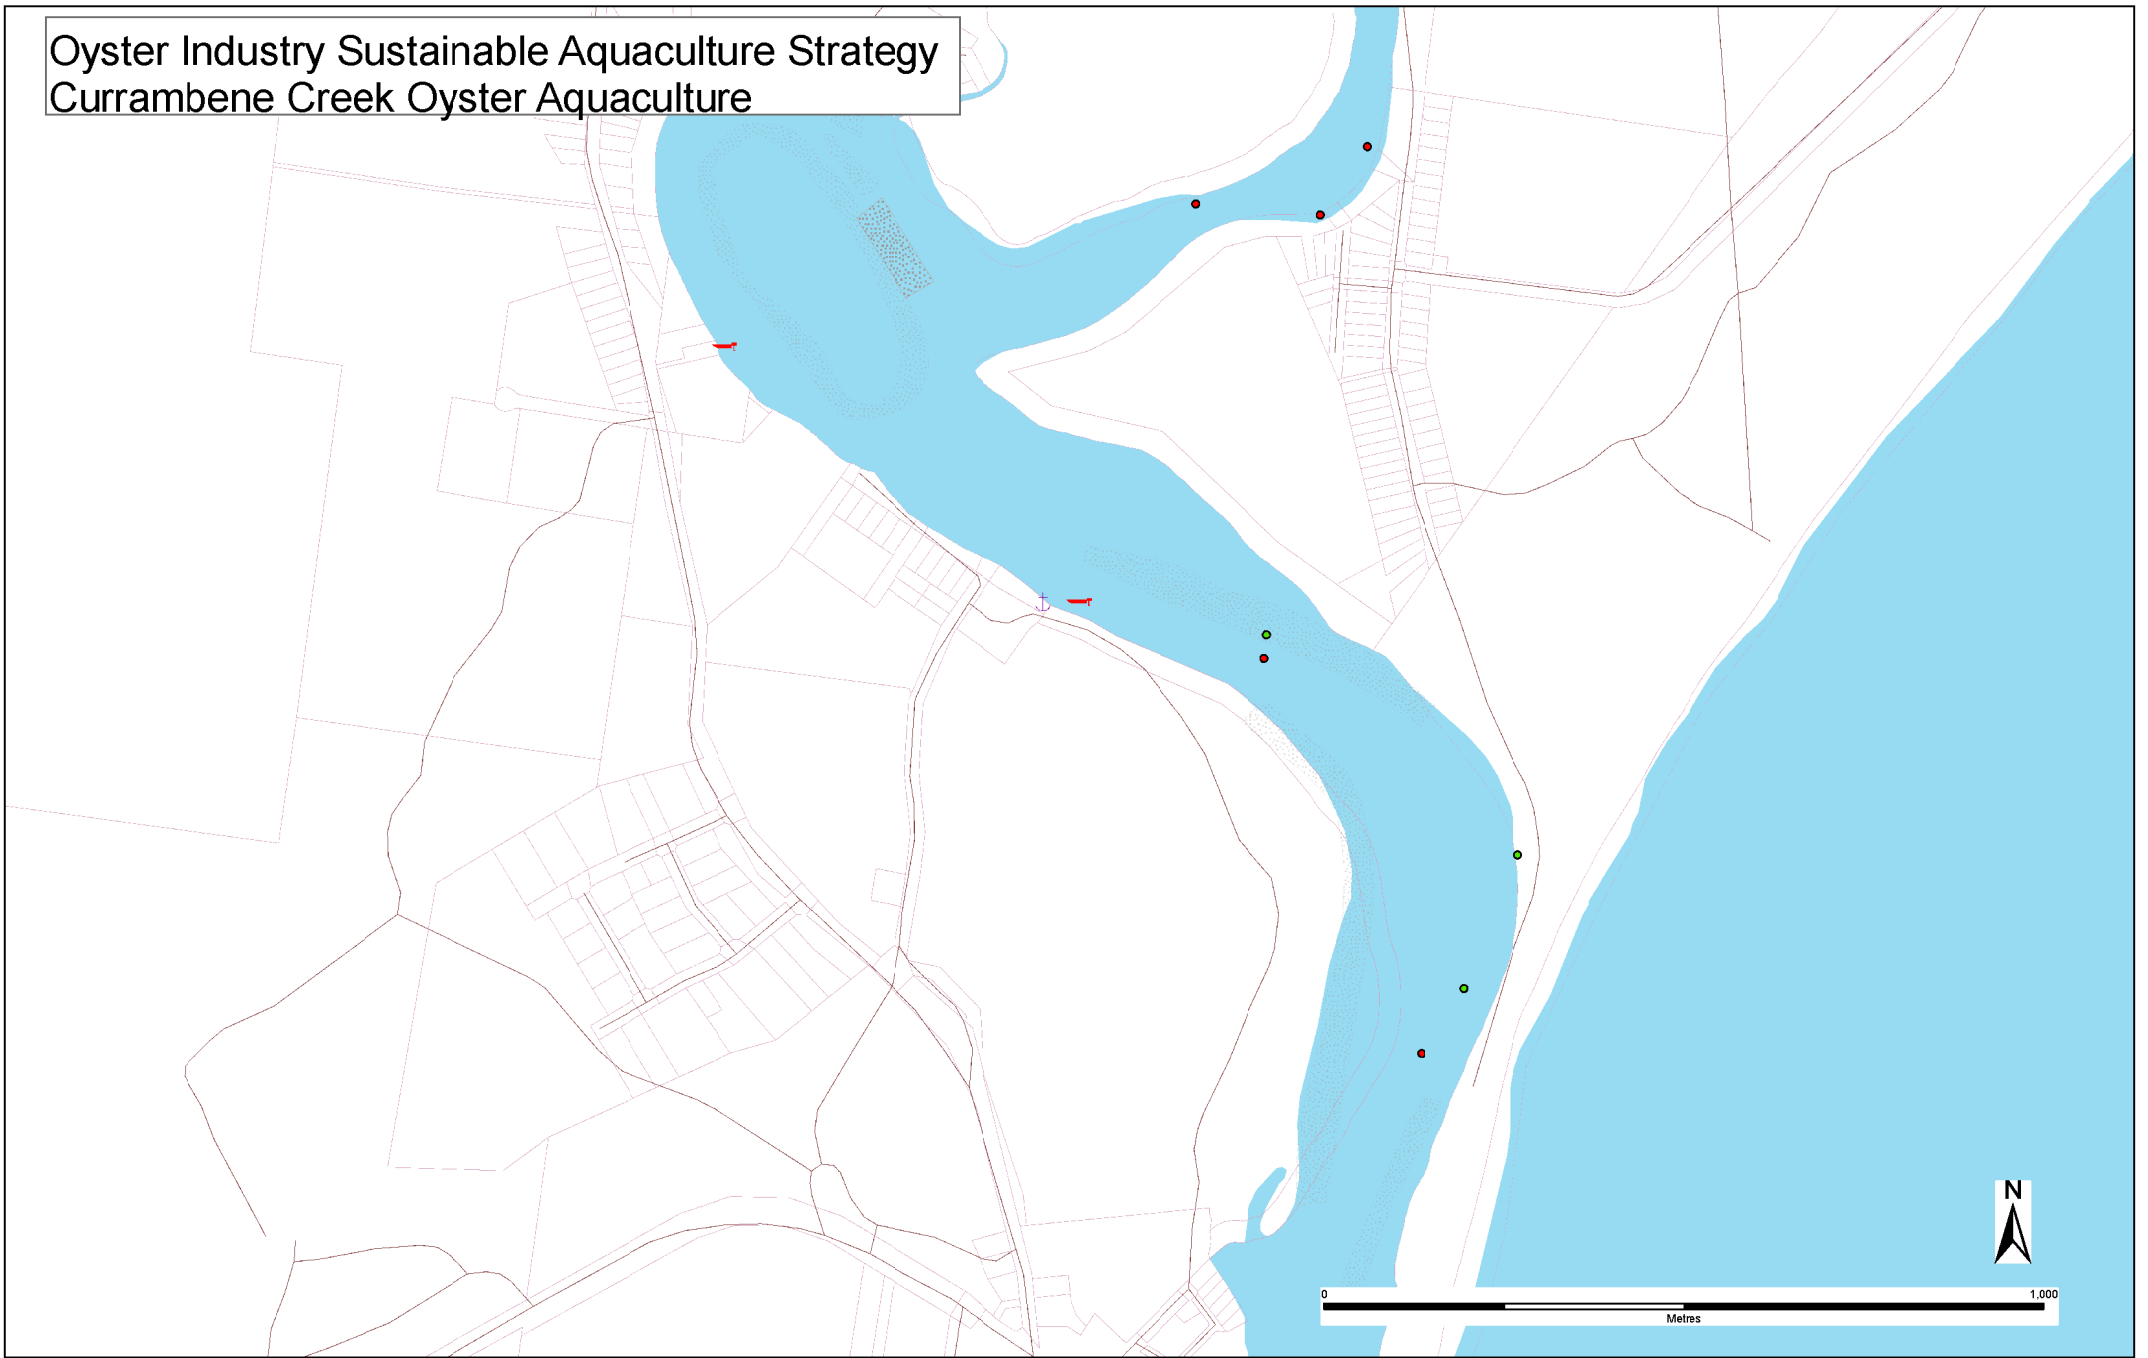 Oyster Industry Sustainable Aquaculture Strategy
Currambene Creek Oyster Aquaculture
N
0 1,000
Metres